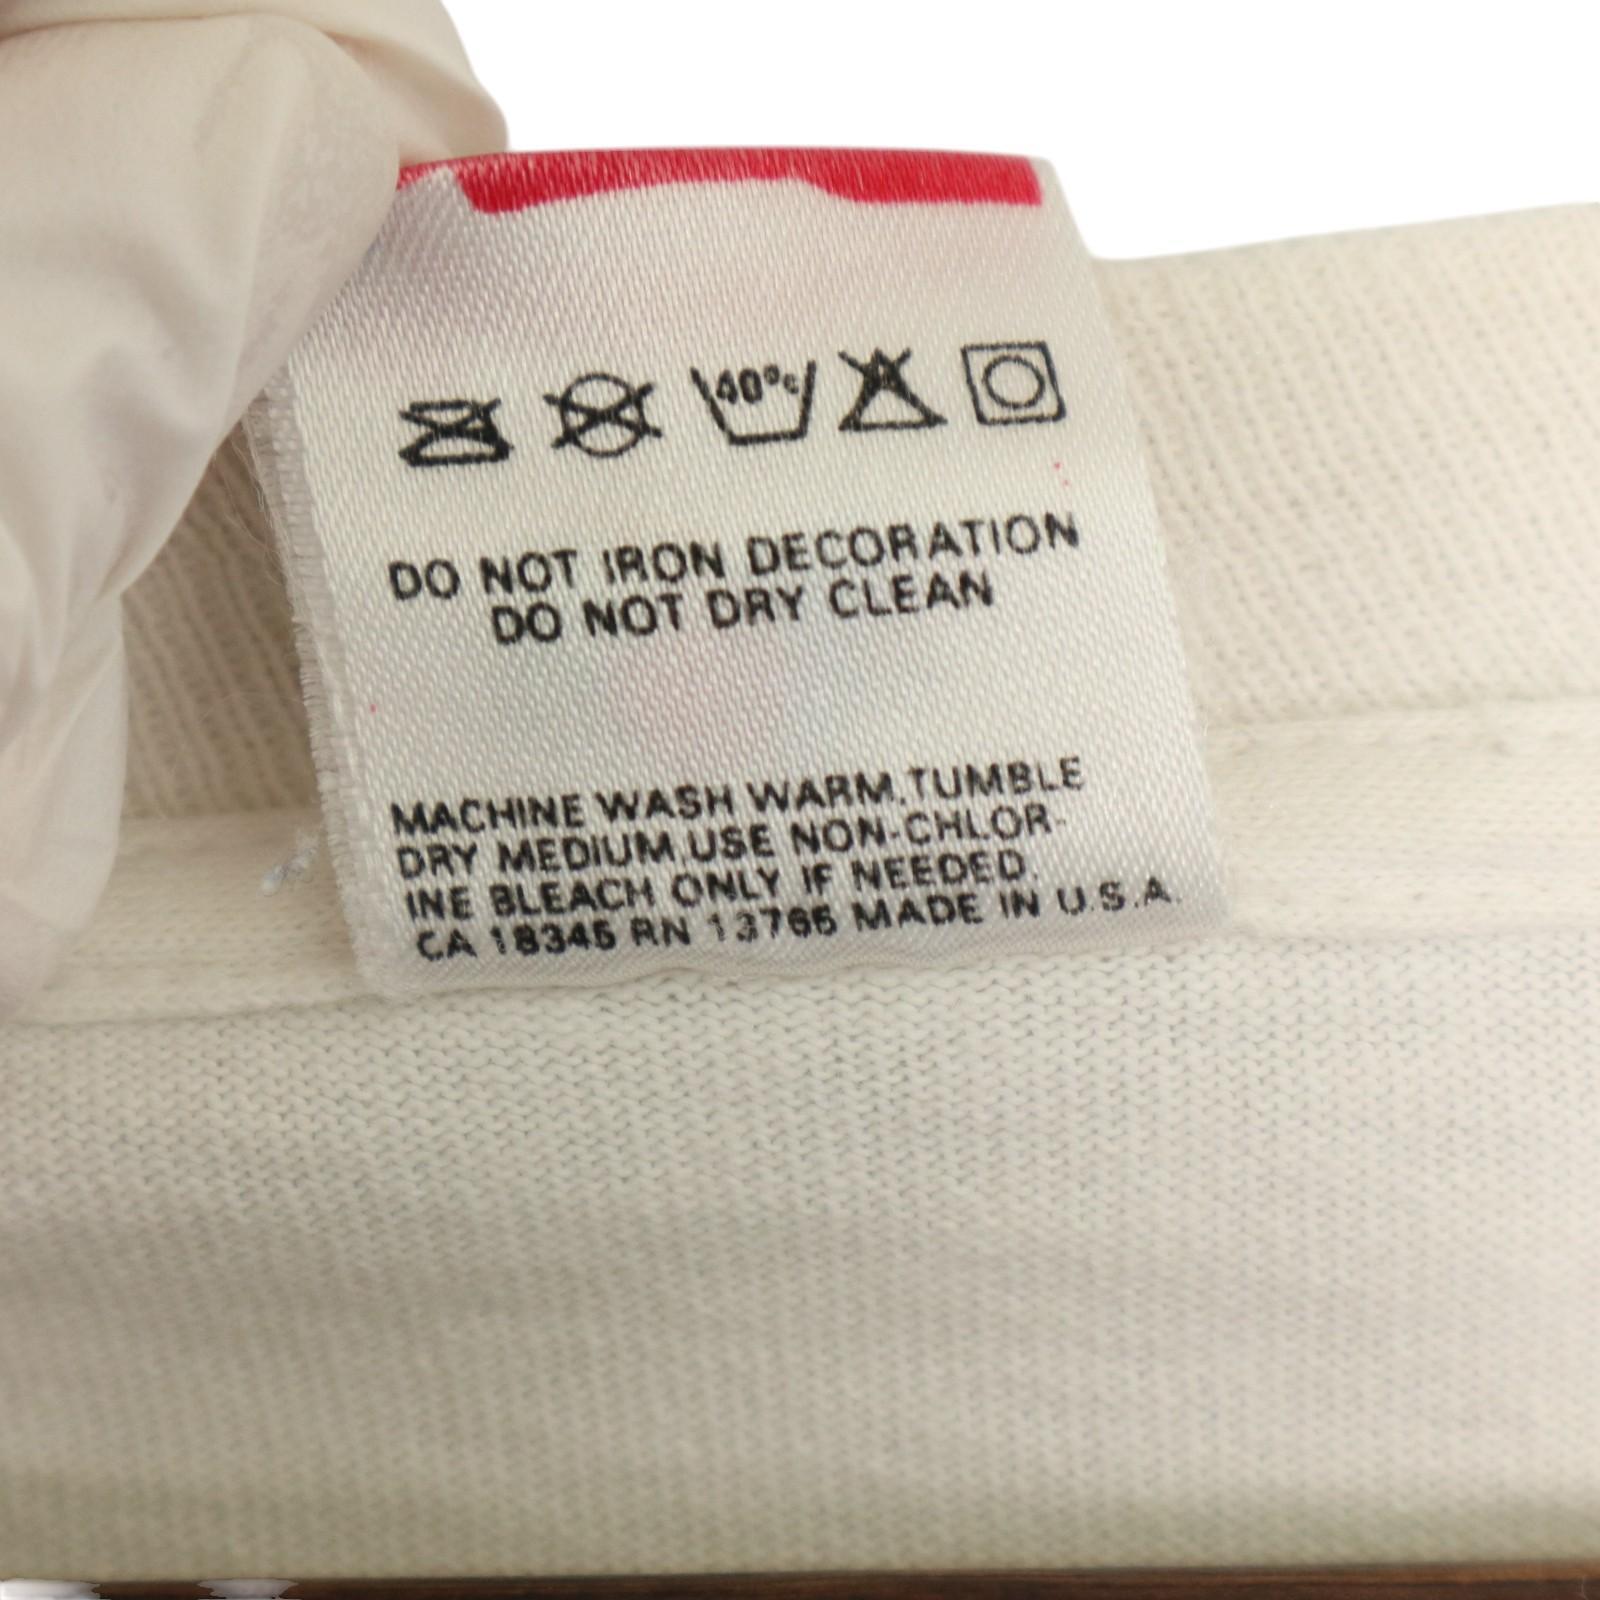 40°c
DO NOT IRON DECORATION
DO NOT DRY CLEAN
MACHINE WASH WARM.TUMBLE
DRY MEDIUM.USE NON-CHLOR-
INE BLEACH ONLY IF NEEDED.
CA 18345 RN 13765 MADE IN U.S.A.